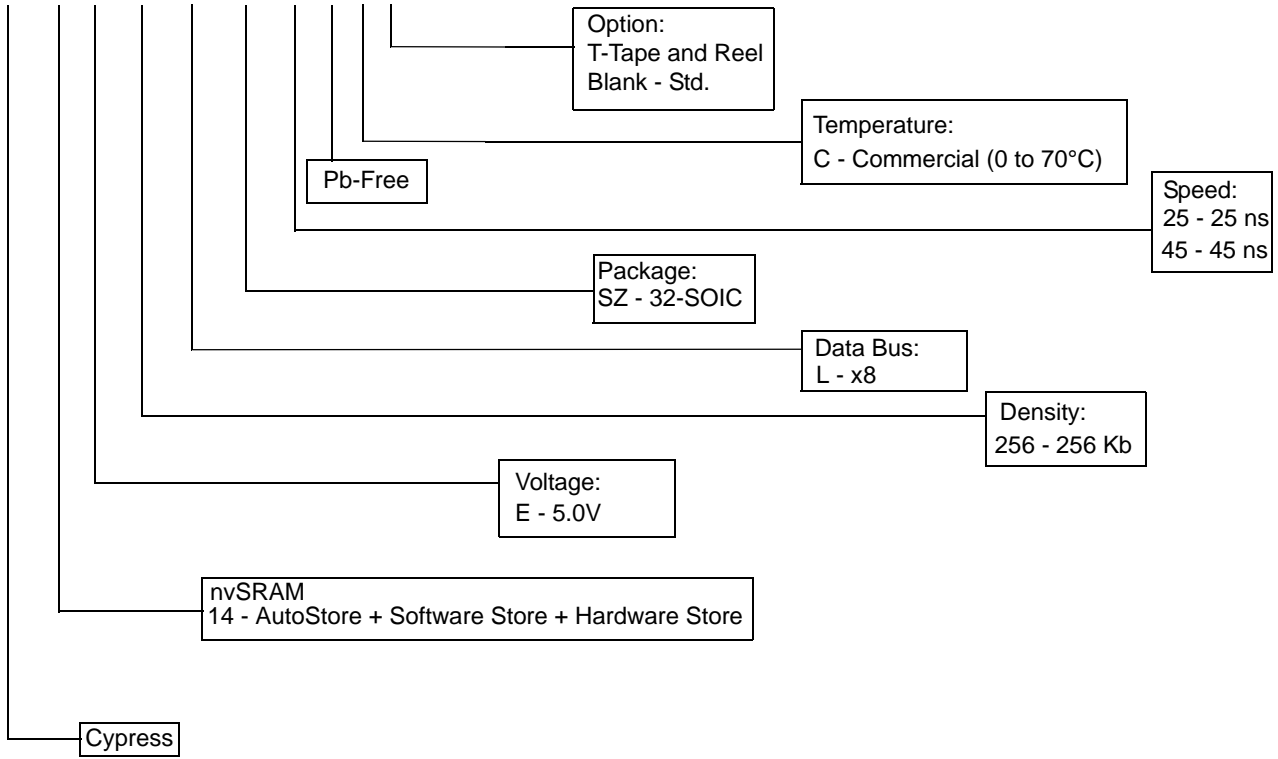 Option:
T-Tape and Reel
Blank - Std.
Temperature:
C - Commercial (0 to 70°C)
Pb-Free
Speed:
25 - 25 ns
45 - 45 ns
Package:
SZ - 32-SOIC
Data Bus:
L - x8
Density:
256 - 256 Kb
Voltage:
E - 5.0V
nvSRAM
14 - AutoStore + Software Store + Hardware Store
Cypress